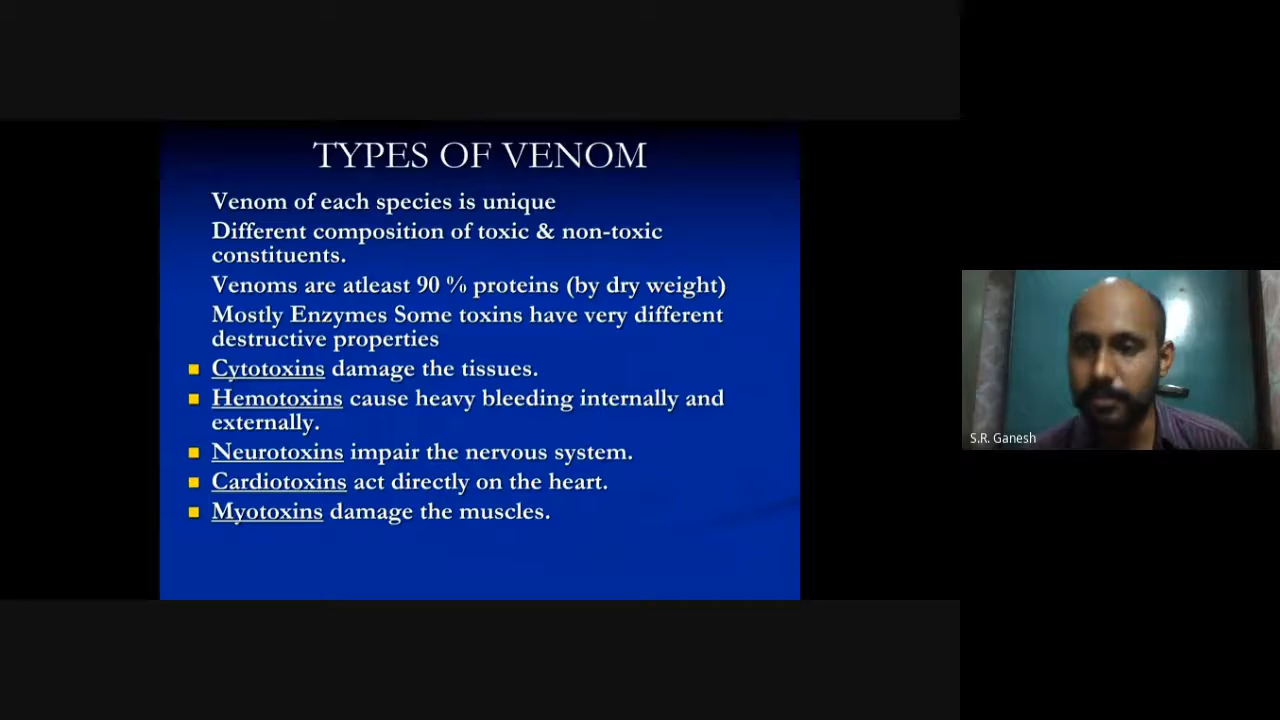 TYPES OF VENOM
Venom of each species is unique
Different composition of toxic & non-toxic
constituents.
Venoms are atleast 90 % proteins (by dry weight)
Mostly Enzymes Some toxins have very different
destructive properties
Cytotoxins damage the tissues.
Hemotoxins cause heavy bleeding internally and
externally.
Neurotoxins impair the nervous system.
Cardiotoxins act directly on the heart.
Myotoxins damage the muscles.
S.R. Ganesh